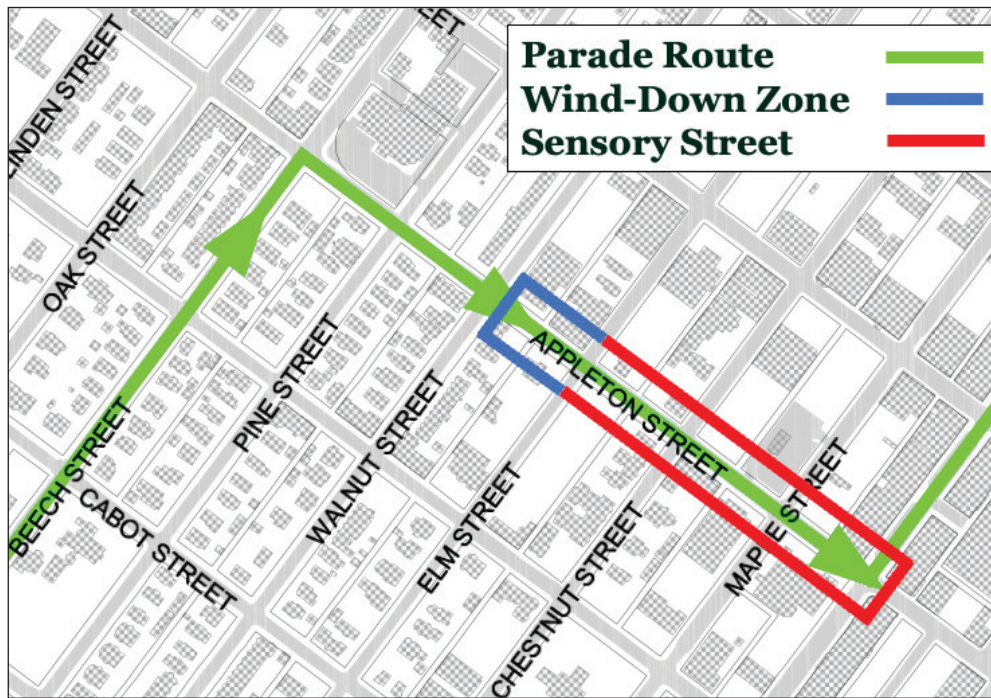 Parade Route
Wind-Down Zone
Sensory Street
LINDEN STREET
OAK STREET
BEECH STREET
CABOT STREET
PINE STREET
WALNUT STREET
ELM STREET
APPLETON STREET
CHESTNUT STREET
MAPLE STREET